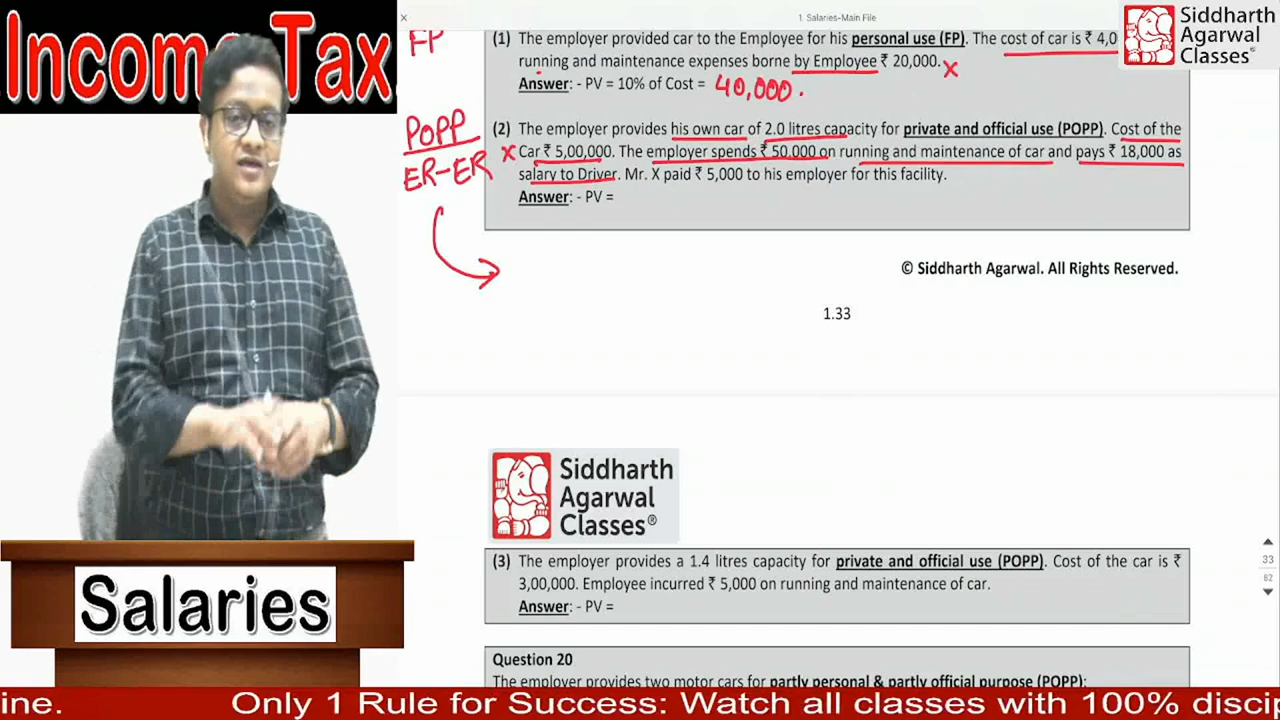 Income Tax
1. Salaries-Main File
Siddharth
Agarwal
Classes
FP
(1) The employer provided car to the Employee for his personal use (FP). The cost of car is ₹ 4,0
running and maintenance expenses borne by Employee ₹ 20,000. X
Answer: - PV = 10% of Cost = 40,000.
POPP
ER-ER
(2) The employer provides his own car of 2.0 litres capacity for private and official use (POPP). Cost of the
X Car ₹ 5,00,000. The employer spends ₹ 50,000 on running and maintenance of car and pays ₹ 18,000 as
salary to Driver. Mr. X paid ₹ 5,000 to his employer for this facility.
Answer: - PV =
© Siddharth Agarwal. All Rights Reserved.
1.33
Siddharth
Agarwal
Classes®
(3) The employer provides a 1.4 litres capacity for private and official use (POPP). Cost of the car is ₹
3,00,000. Employee incurred ₹ 5,000 on running and maintenance of car.
Answer: - PV =
33
62
Question 20
The employer provides two motor cars for partly personal & partly official purpose (POPP):
Salaries
ine. Only 1 Rule for Success: Watch all classes with 100% discip